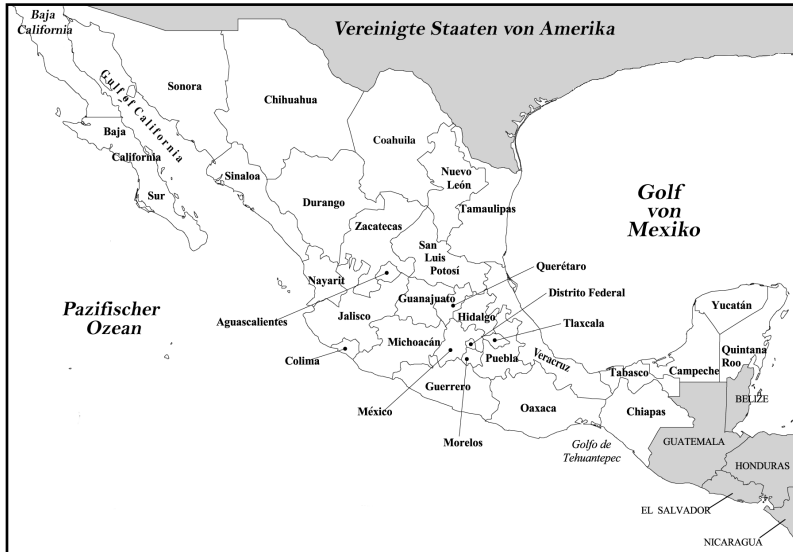 Baja
California
Vereinigte Staaten von Amerika
Gulf of California
Sonora
Chihuahua
Coahuila
Baja
California
Sur
Sinaloa
Nuevo
León
Durango
Tamaulipas
Golf
von
Mexiko
Zacatecas
San
Luis
Potosí
Nayarit
Querétaro
Distrito Federal
Pazifischer
Ozean
Guanajuato
Hidalgo
Yucatán
Aguascalientes
Jalisco
Tlaxcala
Michoacán
Colima
Puebla
Veracruz
Tabasco
Campeche
Quintana
Roo
Guerrero
BELIZE
México
Oaxaca
Chiapas
Morelos
Golfo de
Tehuantepec
GUATEMALA
HONDURAS
EL SALVADOR
NICARAGUA